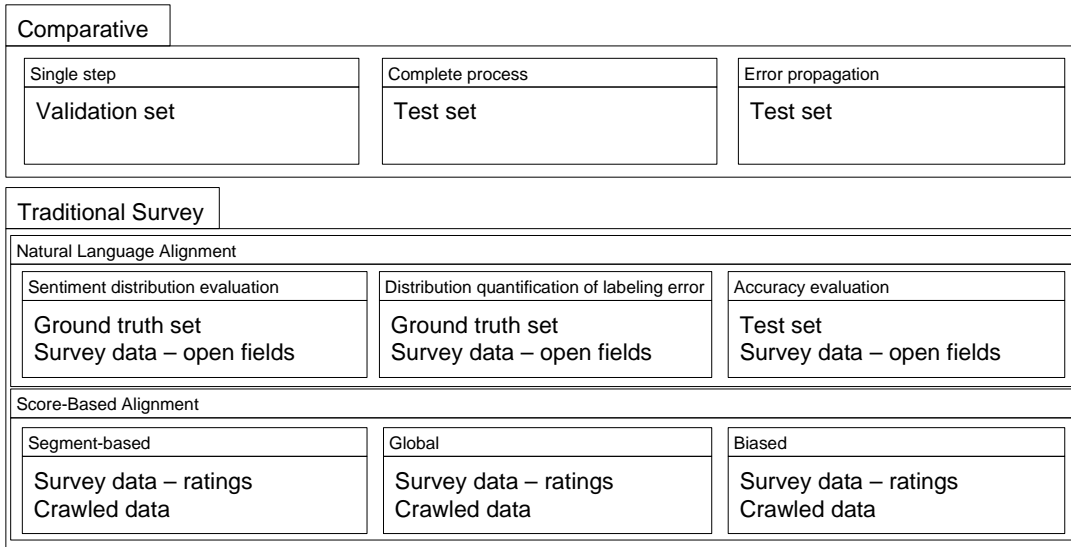 Comparative
Single step
Complete process
Error propagation
Validation set
Test set
Test set
Traditional Survey
Natural Language Alignment
Sentiment distribution evaluation
Distribution quantification of labeling error
Accuracy evaluation
Ground truth set
Survey data – open fields
Ground truth set
Survey data – open fields
Test set
Survey data – open fields
Score-Based Alignment
Segment-based
Global
Biased
Survey data – ratings
Crawled data
Survey data – ratings
Crawled data
Survey data – ratings
Crawled data